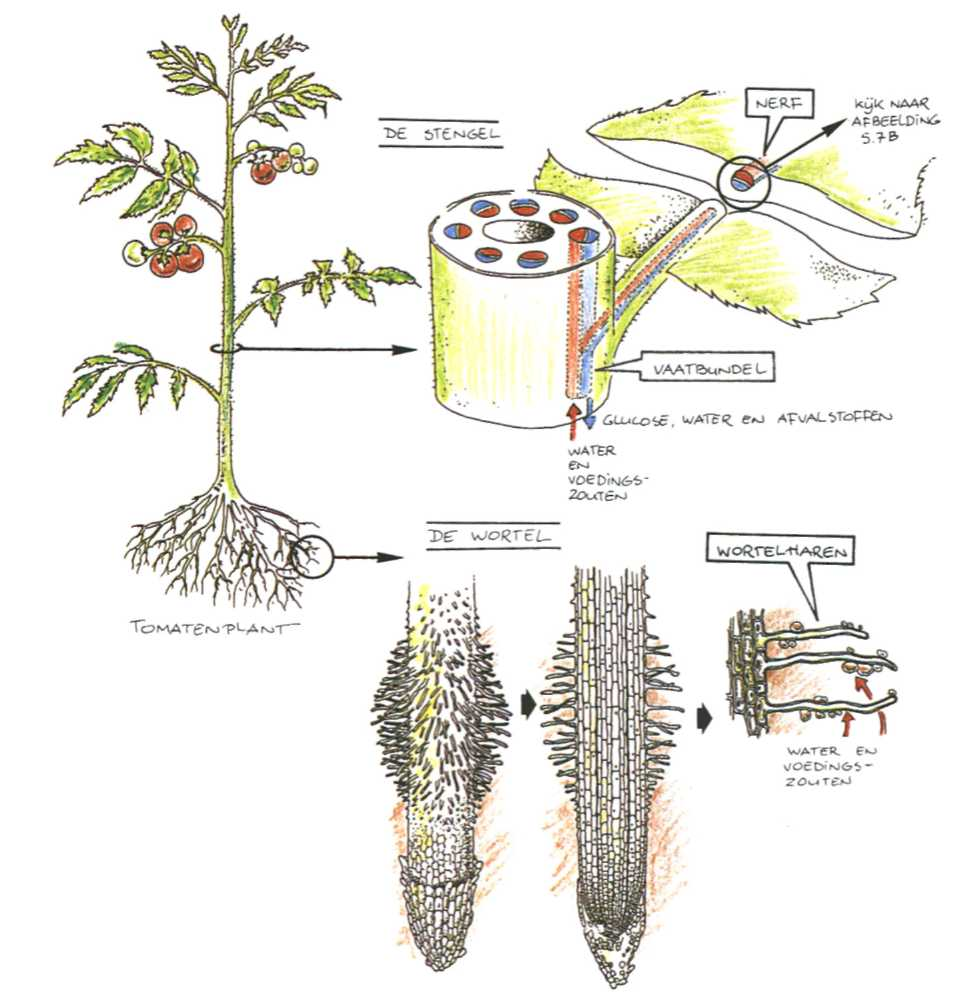 DE STENGEL
NERF
KIJK NAAR
AFBEELDING
5.7B
VAATBUNDEL
GLUCOSE, WATER EN AFVALSTOFFEN
WATER
EN
VOEDINGS-
ZOUTEN
DE WORTEL
WORTELHAREN
TOMATENPLANT
WATER EN
VOEDINGS-
ZOUTEN